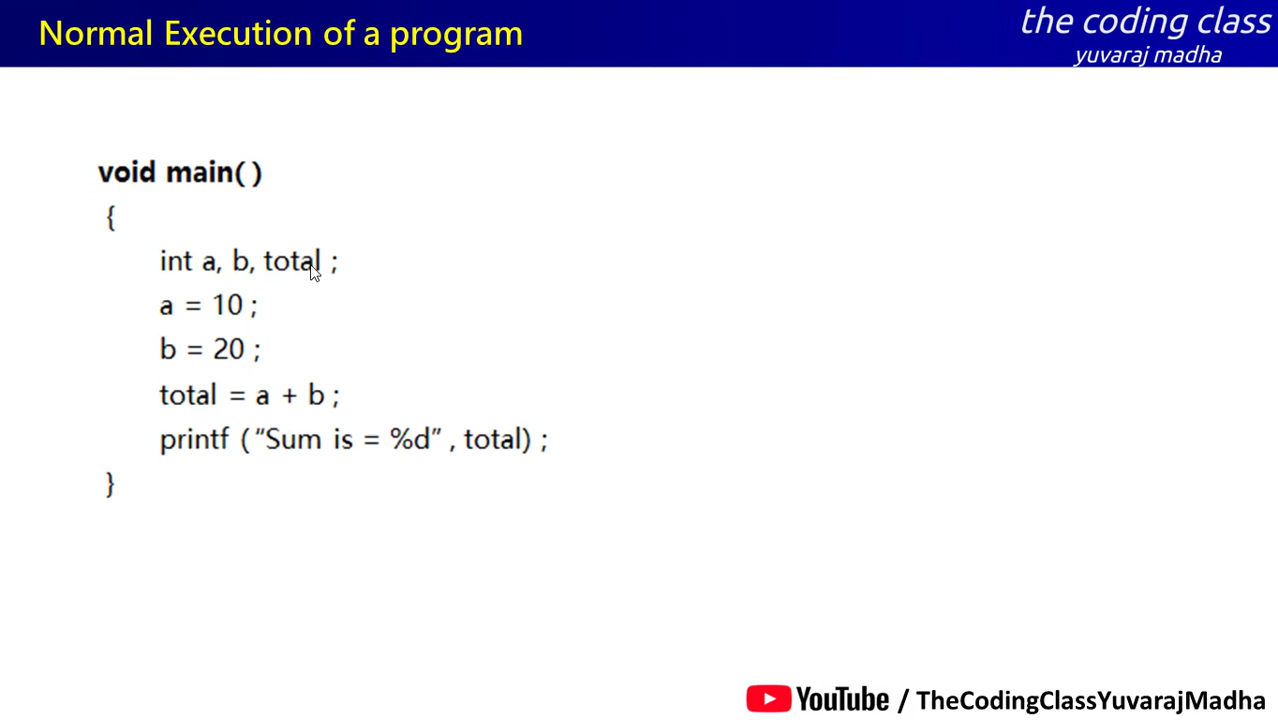 Normal Execution of a program
the coding class
yuvaraj madha
void main( )
{
int a, b, total ;
a = 10 ;
b = 20 ;
total = a + b ;
printf (“Sum is = %d” , total) ;
}
YouTube / TheCodingClassYuvarajMadha